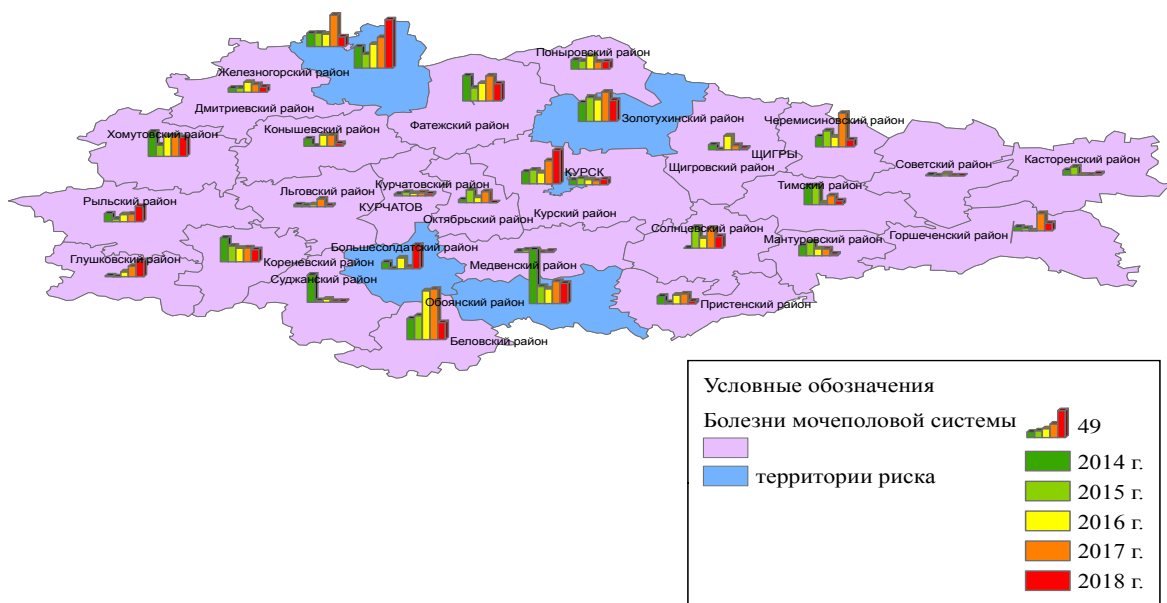 Поныровский район
Железногорский район
Дмитриевский район
Золотухинский район
Черемисиновский район
Фатежский район
Хомутовский район
Конышевский район
ЩИГРЫ
Щигровский район
Советский район
Касторенский район
КУРСК
Курчатовский район
Льговский район
КУРЧАТОВ
Тимский район
Рыльский район
Октябрьский район
Курский район
Солнцевский район
Мантуровский район
Горшеченский район
Большесолдатский район
Глушковский район
Кореневский район
Медвенский район
Суджанский район
Обоянский район
Пристенский район
Беловский район
Условные обозначения
Болезни мочеполовой системы
территории риска
49
2014 г.
2015 г.
2016 г.
2017 г.
2018 г.